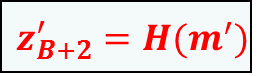 z′_{B+2} = H(m′)